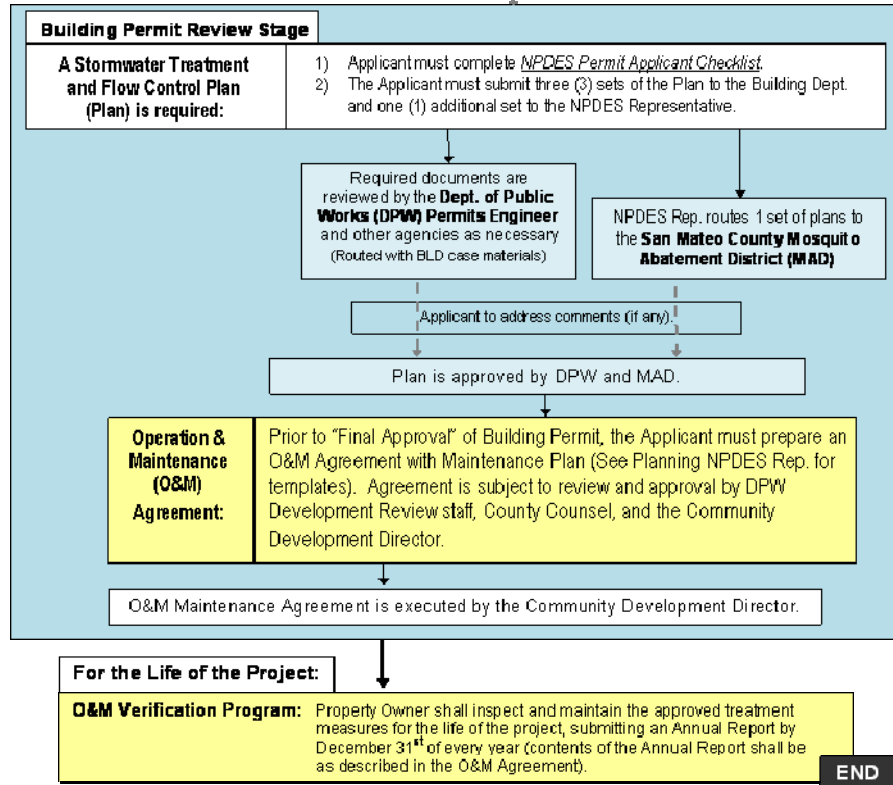 Building Permit Review Stage
A Stormwater Treatment
and Flow Control Plan
(Plan) is required:
1) Applicant must complete NPDES Permit Applicant Checklist.
2) The Applicant must submit three (3) sets of the Plan to the Building Dept.
and one (1) additional set to the NPDES Representative.
Required documents are
reviewed by the Dept. of Public
Works (DPW) Permits Engineer
and other agencies as necessary
(Routed with BLD case materials)
NPDES Rep. routes 1 set of plans to
the San Mateo County Mosquito
Abatement District (MAD)
Applicant to address comments (if any).
Plan is approved by DPW and MAD.
Operation &
Maintenance
(O&M)
Agreement:
Prior to "Final Approval" of Building Permit, the Applicant must prepare an
O&M Agreement with Maintenance Plan (See Planning NPDES Rep. for
templates). Agreement is subject to review and approval by DPW
Development Review staff, County Counsel, and the Community
Development Director.
O&M Maintenance Agreement is executed by the Community Development Director.
For the Life of the Project:
O&M Verification Program:
Property Owner shall inspect and maintain the approved treatment
measures for the life of the project, submitting an Annual Report by
December 31st of every year (contents of the Annual Report shall be
as described in the O&M Agreement).
END